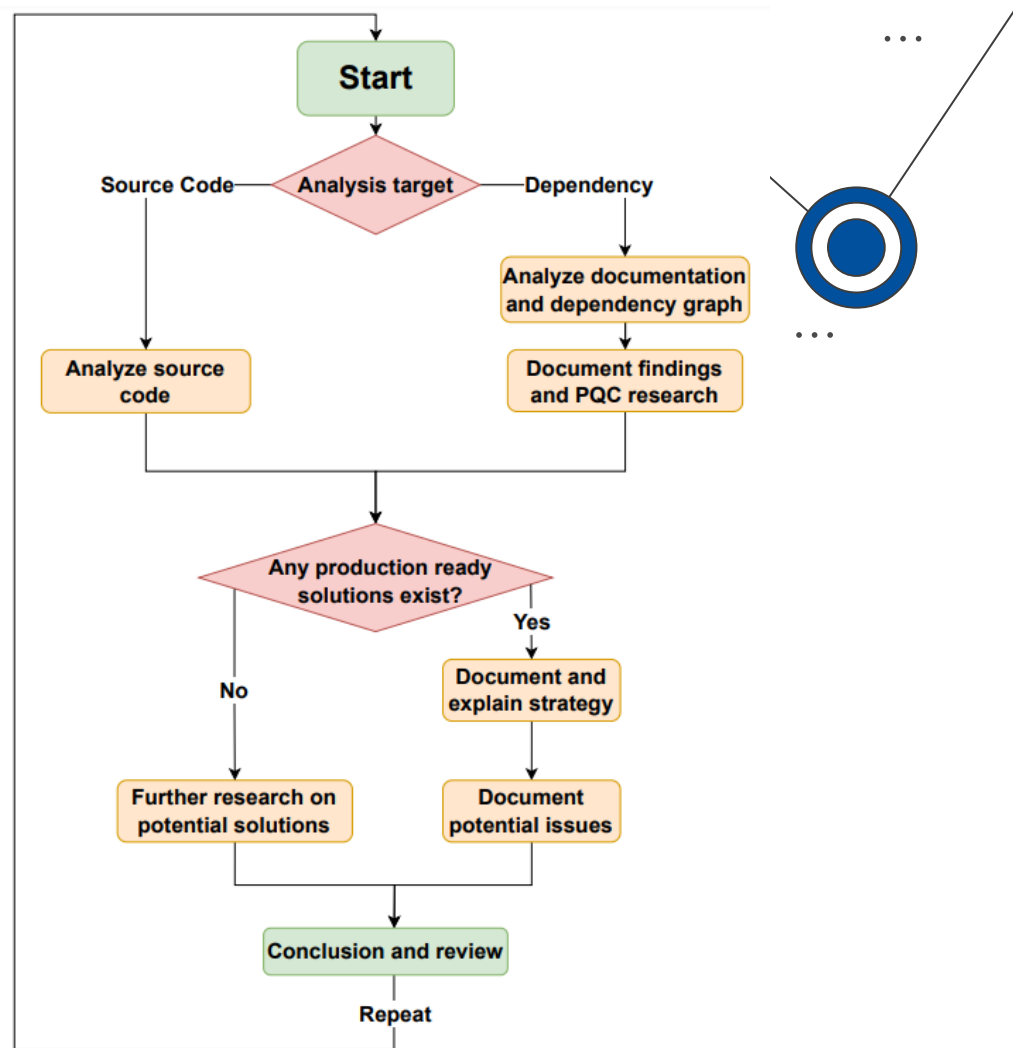 Start
Source Code
Analysis target
Dependency
Analyze documentation
and dependency graph
Analyze source
code
Document findings
and PQC research
Any production ready
solutions exist?
Yes
No
Document and
explain strategy
Further research on
potential solutions
Document
potential issues
Conclusion and review
Repeat